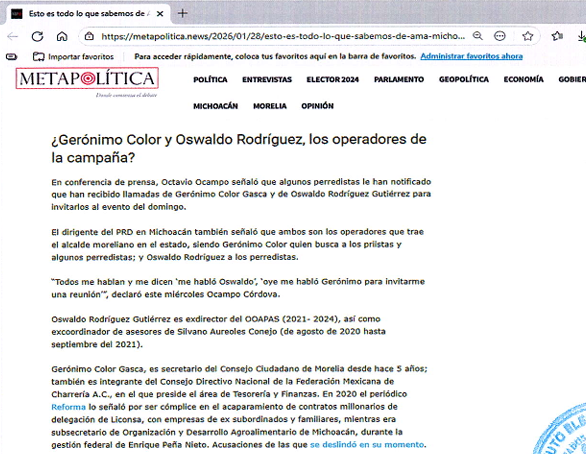 Esto es todo lo que sabemos de A
https://metapolitica.news/2026/01/28/esto-es-todo-lo-que-sabemos-de-ama-micho...
Importar favoritos Para acceder rápidamente, coloca tus favoritos aquí en la barra de favoritos. Administrar favoritos ahora
METAPOLÍTICA
Donde comienza el debate
POLÍTICA ENTREVISTAS ELECTOR 2024 PARLAMENTO GEOPOLÍTICA ECONOMÍA GOBIER
MICHOACÁN MORELIA OPINIÓN
¿Gerónimo Color y Oswaldo Rodríguez, los operadores de
la campaña?
En conferencia de prensa, Octavio Ocampo señaló que algunos perredistas le han notificado
que han recibido llamadas de Gerónimo Color Gasca y de Oswaldo Rodríguez Gutiérrez para
invitarlos al evento del domingo.
El dirigente del PRD en Michoacán también señaló que ambos son los operadores que trae
el alcalde moreliano en el estado, siendo Gerónimo Color quien busca a los priistas y
algunos perredistas; y Oswaldo Rodríguez a los perredistas.
"Todos me hablan y me dicen 'me habló Oswaldo', 'oye me habló Gerónimo para invitarme
una reunión'", declaró este miércoles Ocampo Córdova.
Oswaldo Rodríguez Gutiérrez es exdirector del OOAPAS (2021- 2024), así como
excoordinador de asesores de Silvano Aureoles Conejo (de agosto de 2020 hasta
septiembre del 2021).
Gerónimo Color Gasca, es secretario del Consejo Ciudadano de Morelia desde hace 5 años;
también es integrante del Consejo Directivo Nacional de la Federación Mexicana de
Charrería A.C., en el que preside el área de Tesorería y Finanzas. En 2020 el periódico
Reforma lo señaló por ser cómplice en el acaparamiento de contratos millonarios de
delegación de Liconsa, con empresas de ex subordinados y familiares, mientras era
subsecretario de Organización y Desarrollo Agroalimentario de Michoacán, durante la
gestión federal de Enrique Peña Nieto. Acusaciones de las que se deslindó en su momento.
UTO ELE